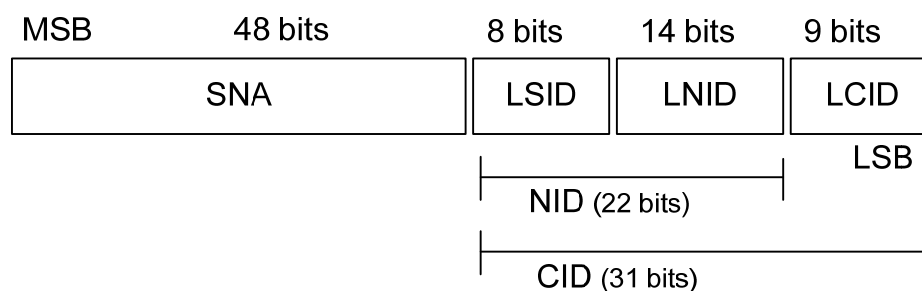 MSB 48 bits 8 bits 14 bits 9 bits
SNA LSID LNID LCID
LSB
NID (22 bits)
CID (31 bits)